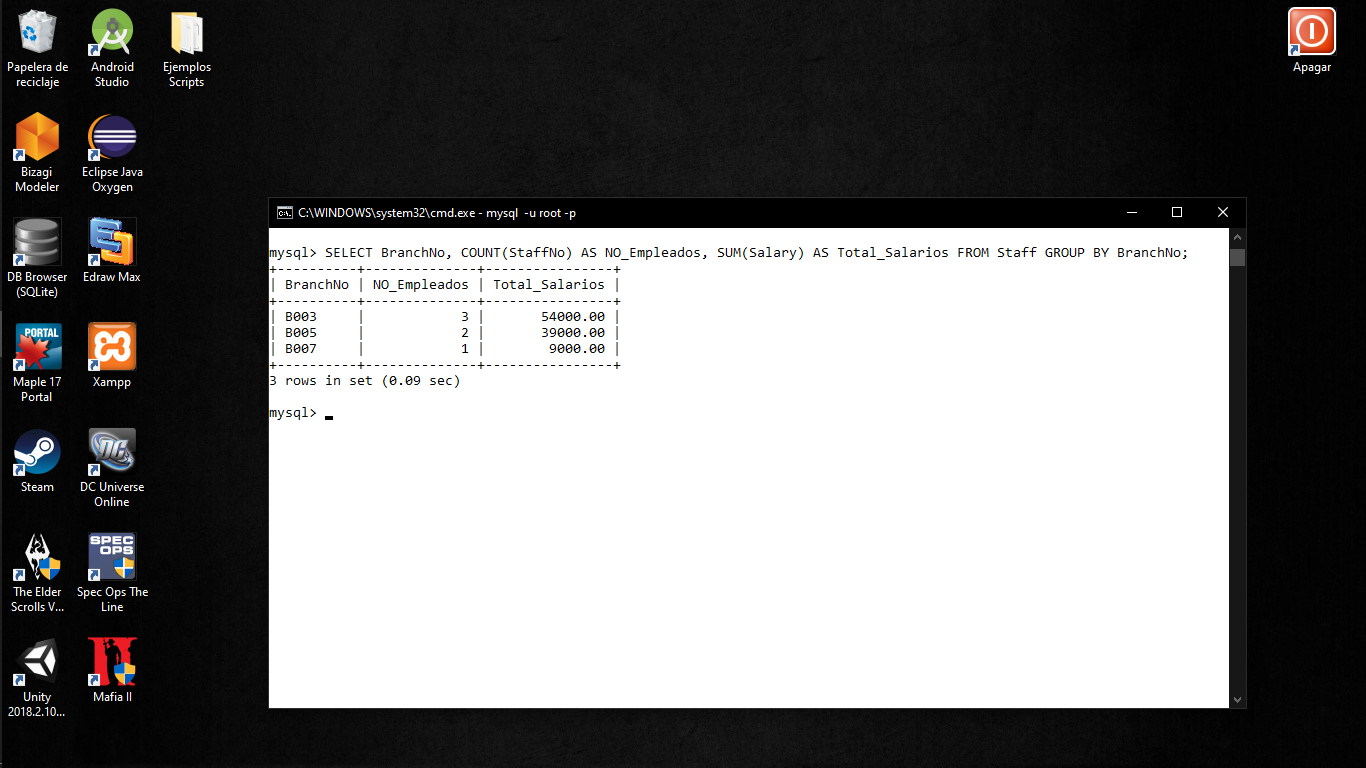 Papelera de
reciclaje
Android
Studio
Ejemplos
Scripts
Apagar
Bizagi
Modeler
Eclipse Java
Oxygen
DB Browser
(SQLite)
Edraw Max
PORTAL
Maple 17
Portal
Xampp
Steam
DC
DC Universe
Online
The Elder
Scrolls V...
SPEC
OPS
Spec Ops The
Line
Unity
2018.2.10...
II
Mafia II
C:\. C:\WINDOWS\system32\cmd.exe - mysql  -u root -p
mysql> SELECT BranchNo, COUNT(StaffNo) AS NO_Empleados, SUM(Salary) AS Total_Salarios FROM Staff GROUP BY BranchNo;
+----------+--------------+----------------+
| BranchNo | NO_Empleados | Total_Salarios |
+----------+--------------+----------------+
| B003     |            3 |       54000.00 |
| B005     |            2 |       39000.00 |
| B007     |            1 |        9000.00 |
+----------+--------------+----------------+
3 rows in set (0.09 sec)
mysql>